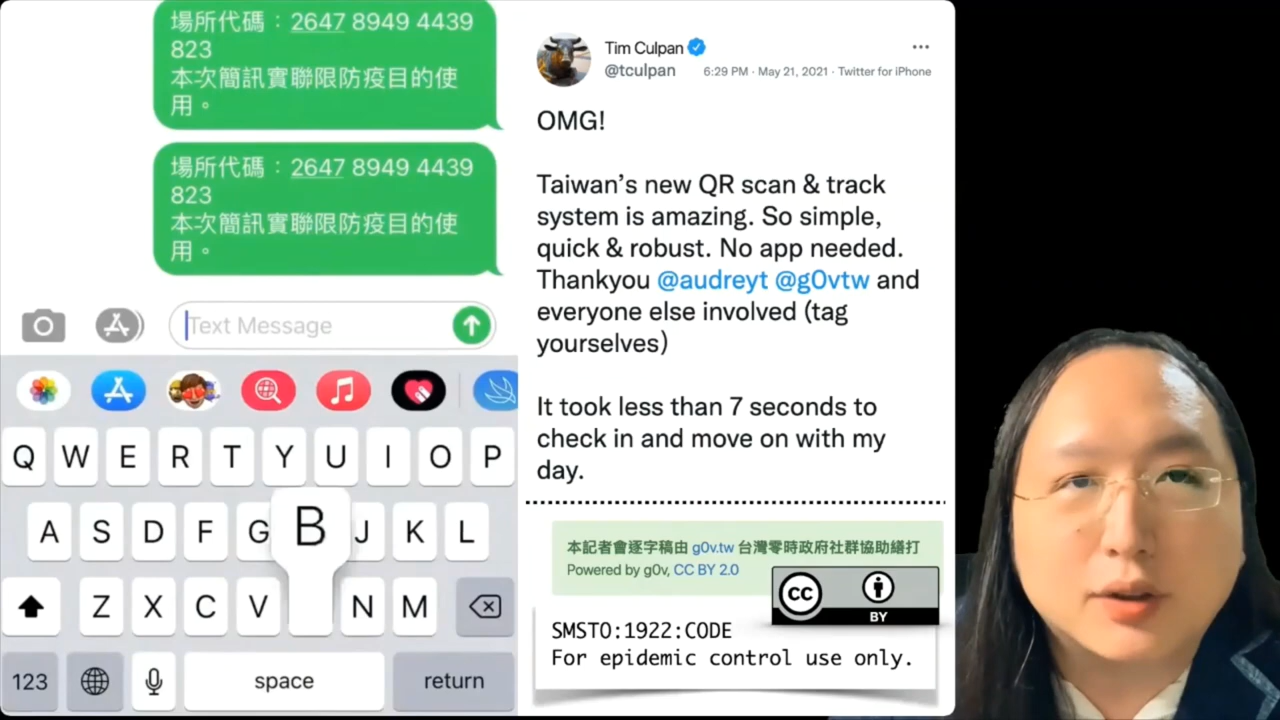 場所代碼：2647 8949 4439
823
本次簡訊實聯限防疫目的使
用。
場所代碼：2647 8949 4439
823
本次簡訊實聯限防疫目的使
用。
Text Message
Q W E R T Y U I O P
A S D F G B J K L
Z X C V N M
123 space return
Tim Culpan
@tculpan 6:29 PM · May 21, 2021 · Twitter for iPhone
OMG!
Taiwan’s new QR scan & track
system is amazing. So simple,
quick & robust. No app needed.
Thankyou @audreyt @g0vtw and
everyone else involved (tag
yourselves)
It took less than 7 seconds to
check in and move on with my
day.
本記者會逐字稿由 g0v.tw 台灣零時政府社群協助繕打
Powered by g0v, CC BY 2.0
CC
BY
SMSTO:1922:CODE
For epidemic control use only.